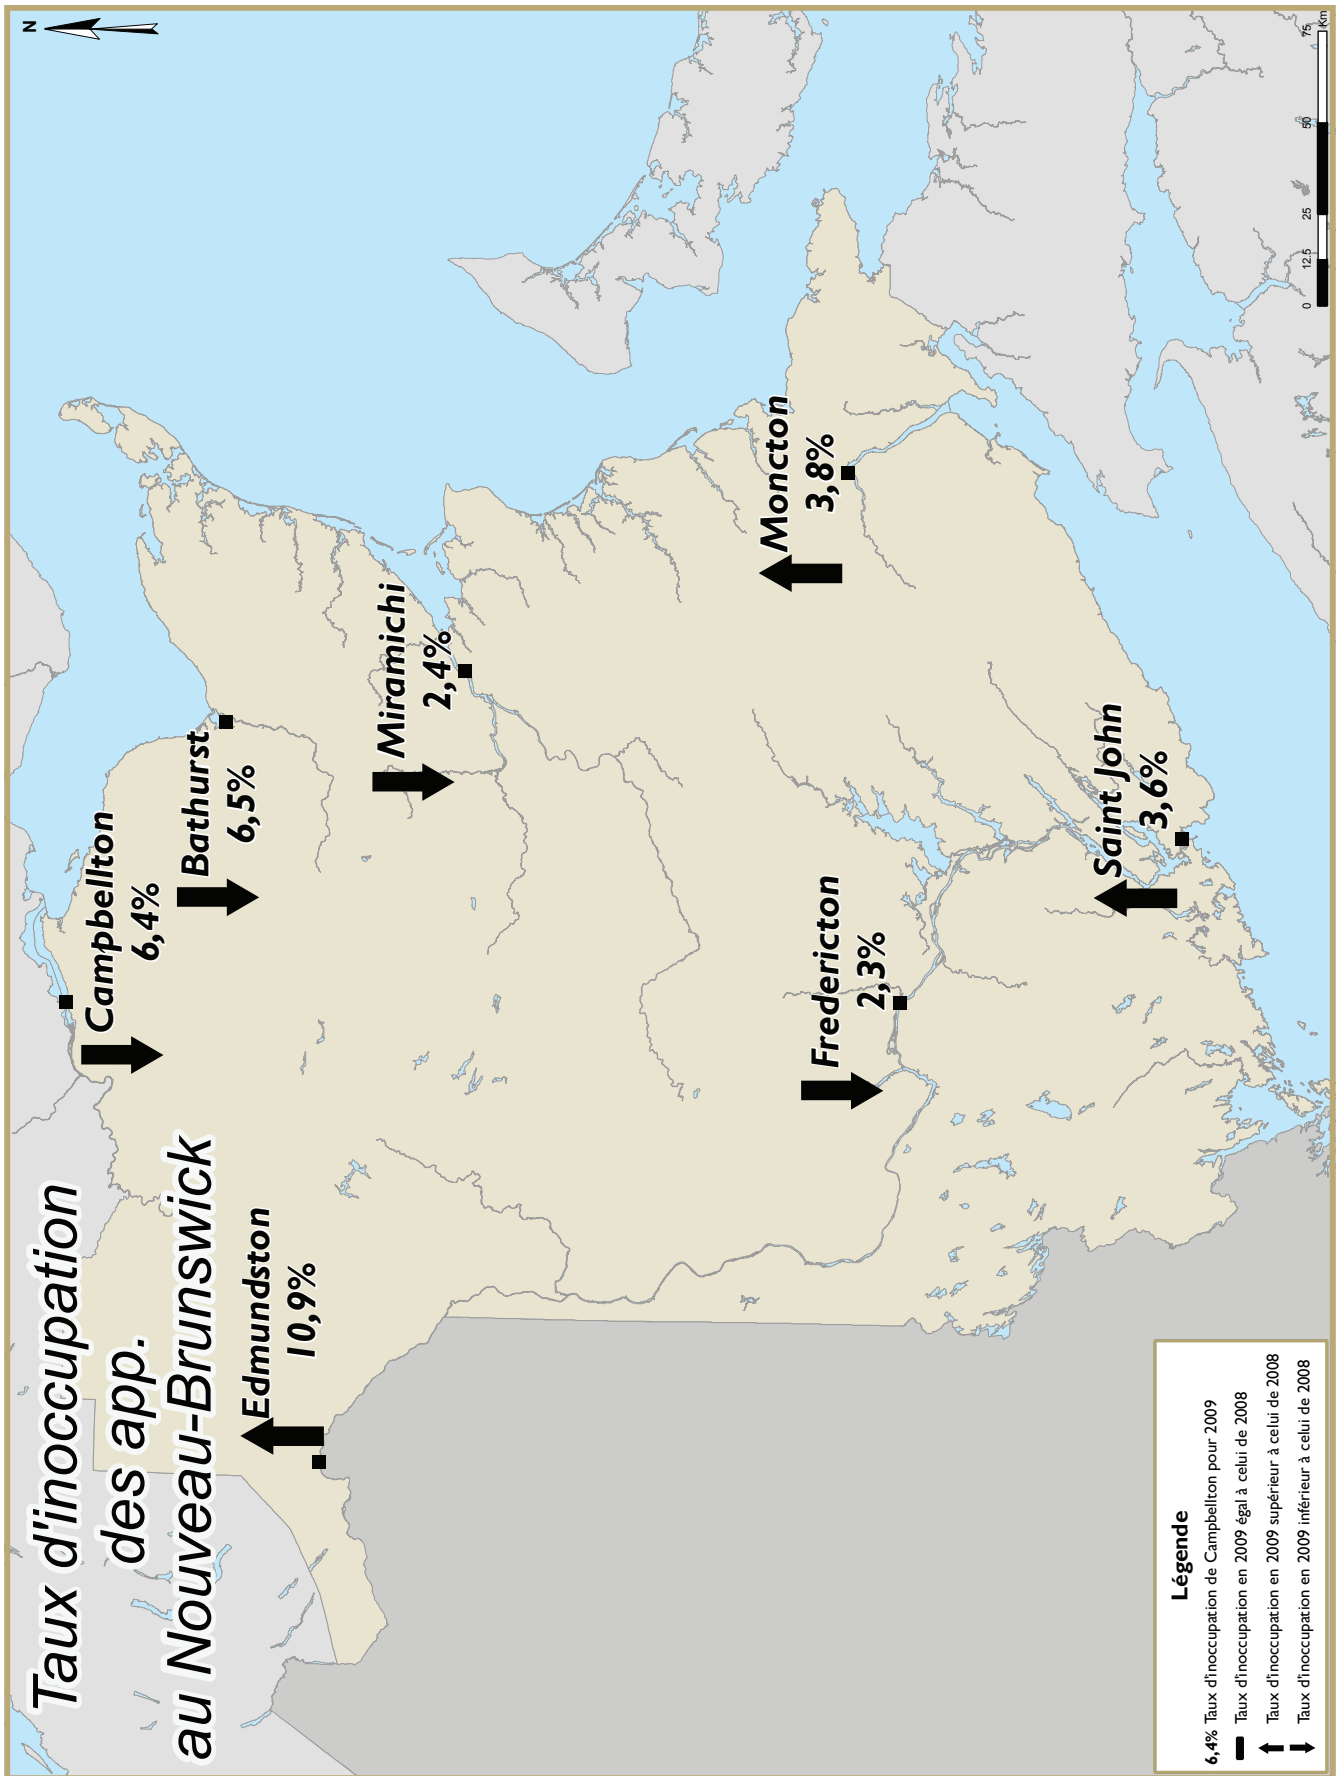 Taux d'inoccupation
des app.
au Nouveau-Brunswick
N
Campbellton
6,4%
Bathurst
6,5%
Edmundston
10,9%
Miramichi
2,4%
Moncton
3,8%
Fredericton
2,3%
Saint John
3,6%
Légende
6,4% Taux d'inoccupation de Campbellton pour 2009
Taux d'inoccupation en 2009 égal à celui de 2008
Taux d'inoccupation en 2009 supérieur à celui de 2008
Taux d'inoccupation en 2009 inférieur à celui de 2008
0 12.5 25 50 75
Km